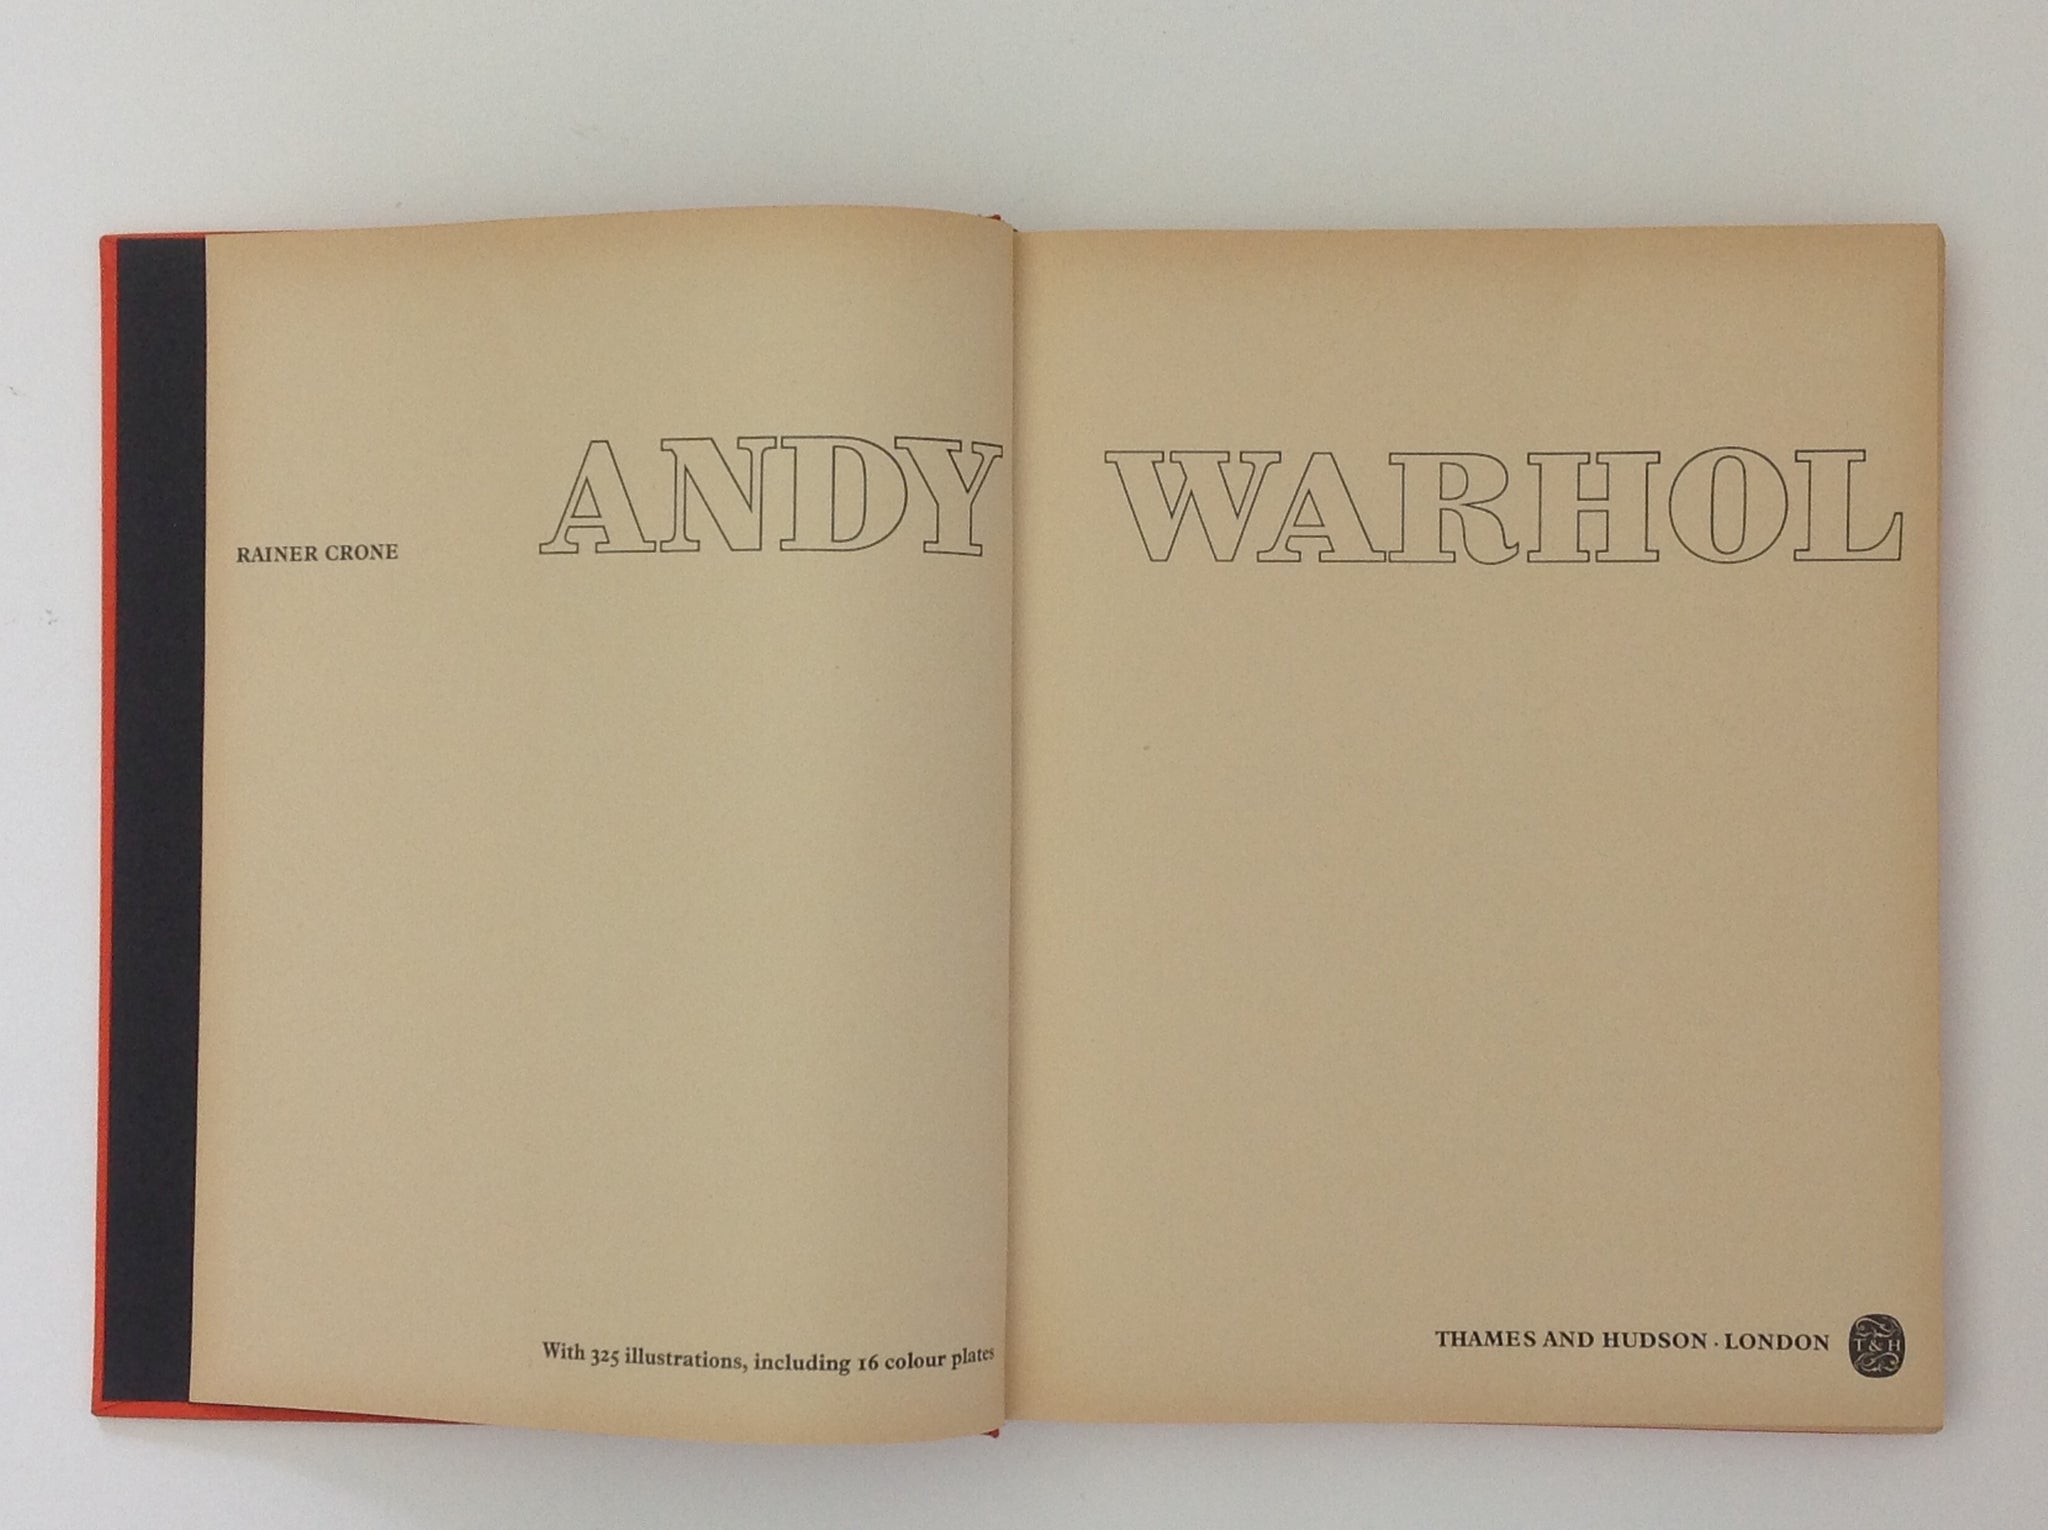 RAINER CRONE
ANDY WARHOL
With 325 illustrations, including 16 colour plates
THAMES AND HUDSON · LONDON
T & H